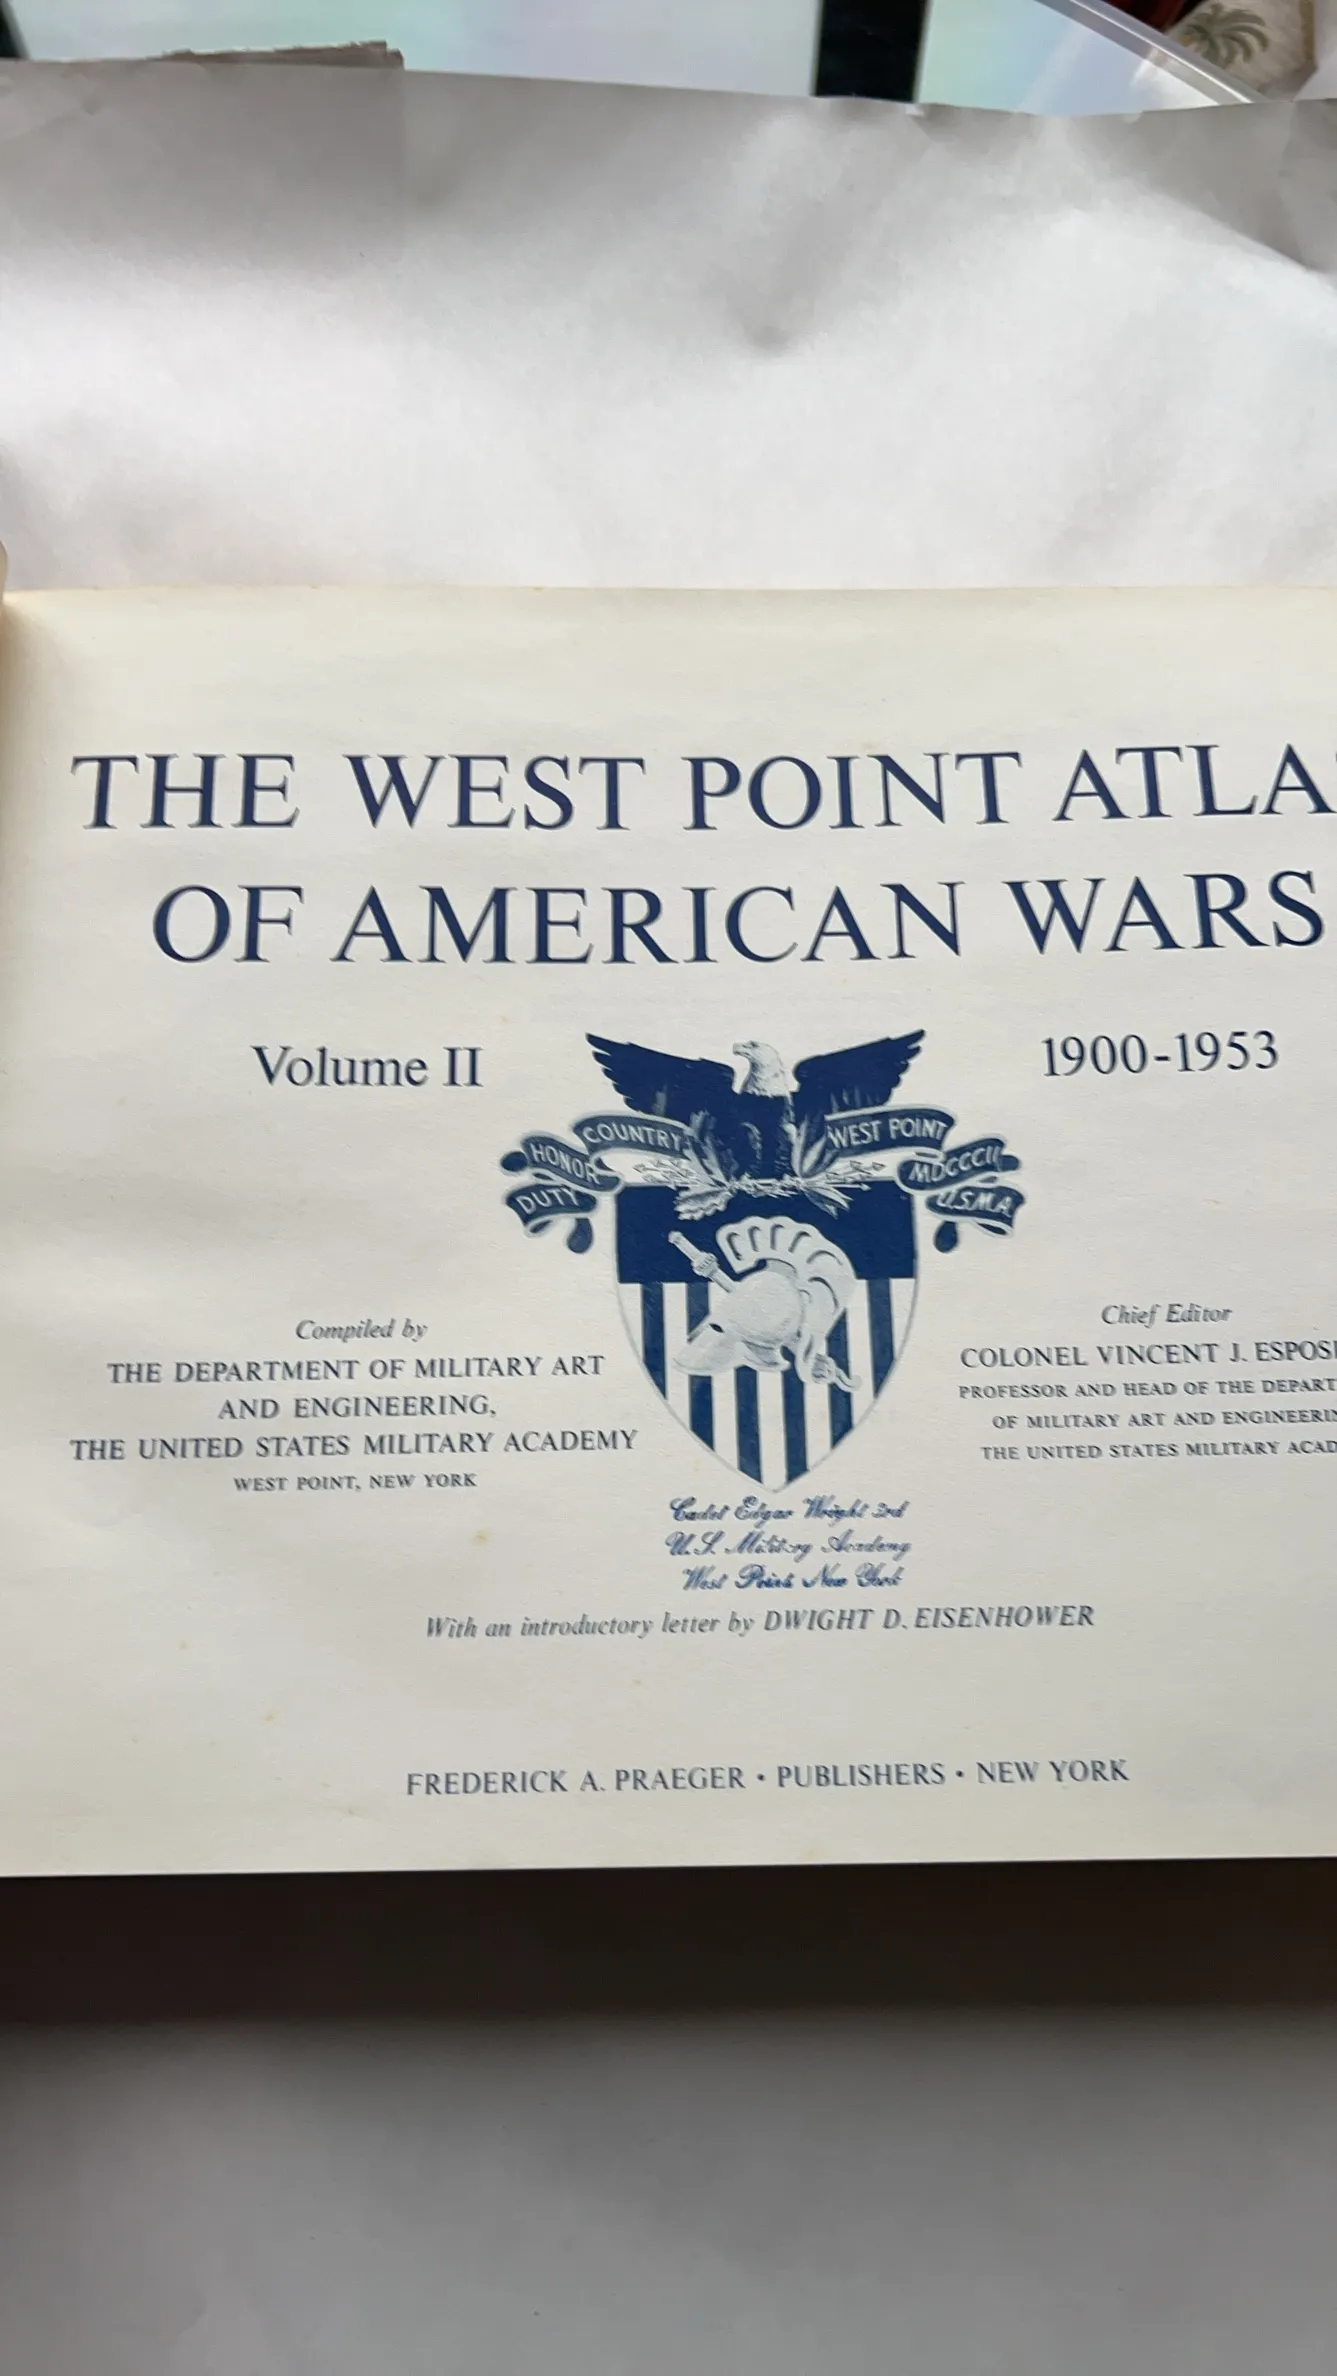 THE WEST POINT ATLA
OF AMERICAN WARS
Volume II
1900-1953
COUNTRY
HONOR
DUTY
WEST POINT
MDCCCII
U.S.M.A.
Compiled by
THE DEPARTMENT OF MILITARY ART
AND ENGINEERING,
THE UNITED STATES MILITARY ACADEMY
WEST POINT, NEW YORK
Chief Editor
COLONEL VINCENT J. ESPOSI
PROFESSOR AND HEAD OF THE DEPART
OF MILITARY ART AND ENGINEERIN
THE UNITED STATES MILITARY ACAD
Cadet Edgar Wright 3rd
U.S. Military Academy
West Point New York
With an introductory letter by DWIGHT D. EISENHOWER
FREDERICK A. PRAEGER • PUBLISHERS • NEW YORK